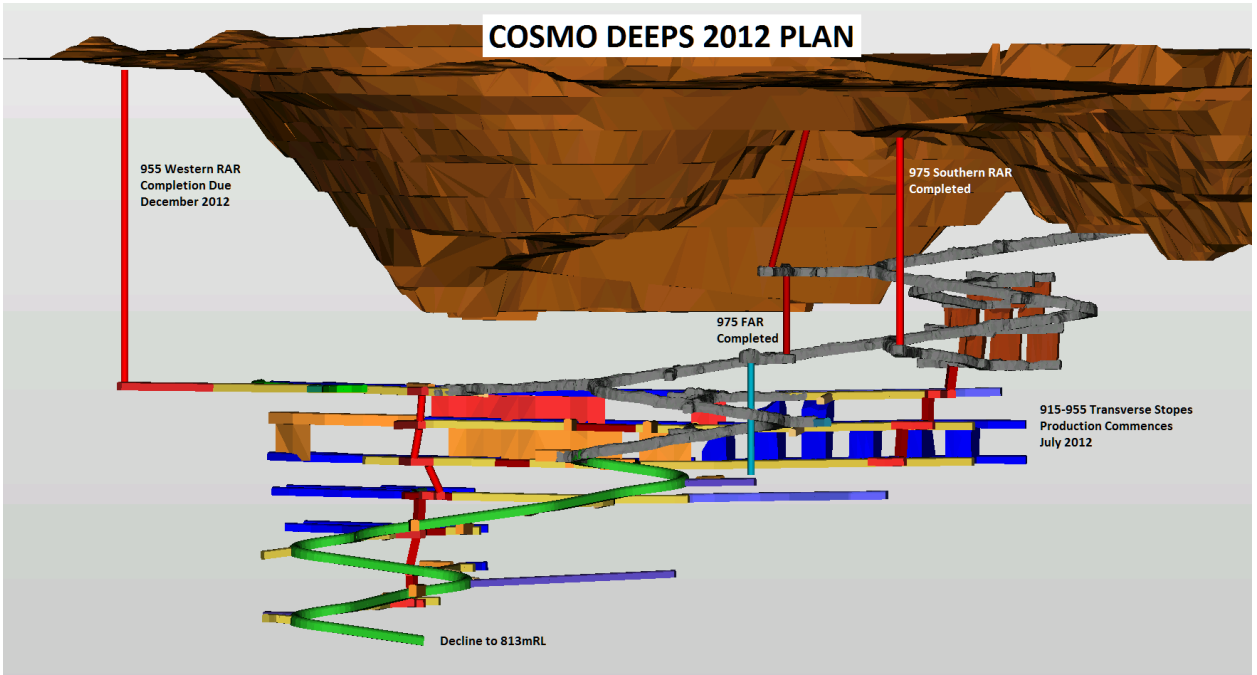 COSMO DEEPS 2012 PLAN
955 Western RAR
Completion Due
December 2012
975 Southern RAR
Completed
975 FAR
Completed
915-955 Transverse Stopes
Production Commences
July 2012
Decline to 813mRL